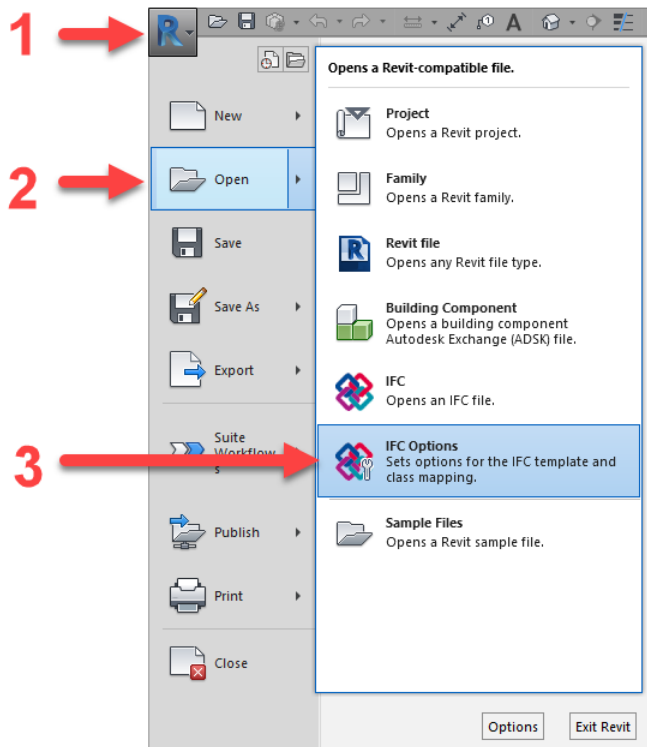 1
R
A
Opens a Revit-compatible file.
New
Project
Opens a Revit project.
2
Open
Family
Opens a Revit family.
Save
R
Revit file
Opens any Revit file type.
Save As
Building Component
Opens a building component
Autodesk Exchange (ADSK) file.
Export
IFC
Opens an IFC file.
3
Suite
Workflow
s
IFC Options
Sets options for the IFC template and
class mapping.
Publish
Sample Files
Opens a Revit sample file.
Print
Close
Options
Exit Revit